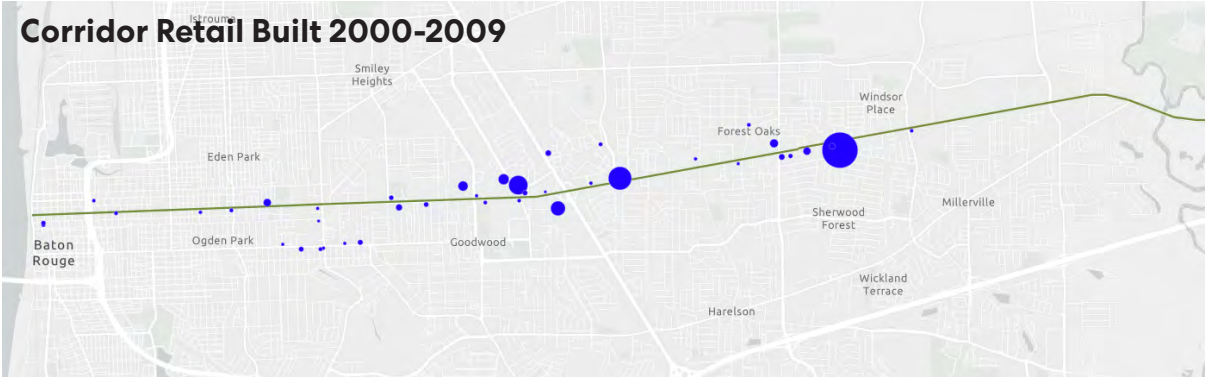 Istrouma
Corridor Retail Built 2000-2009
Smiley
Heights
Windsor
Place
Forest Oaks
Eden Park
Millerville
Sherwood
Forest
Ogden Park
Goodwood
Baton
Rouge
Wickland
Terrace
Harelson